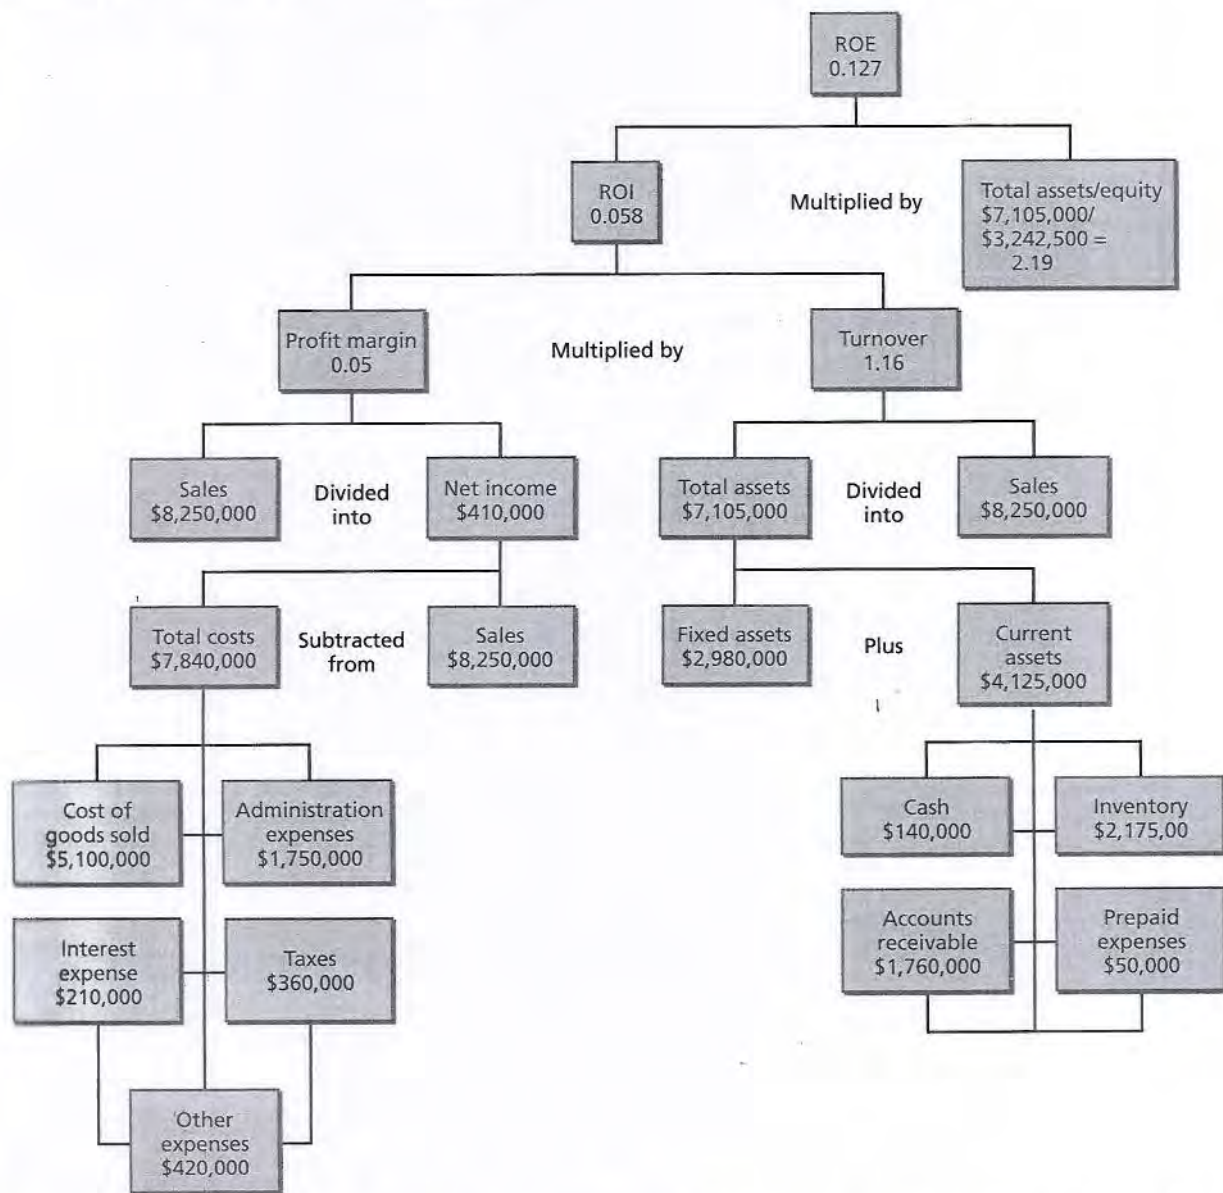 ROE
0.127
ROI
0.058
Multiplied by
Total assets/equity
$7,105,000/
$3,242,500 =
2.19
Profit margin
0.05
Multiplied by
Turnover
1.16
Sales
$8,250,000
Divided
into
Net income
$410,000
Total assets
$7,105,000
Divided
into
Sales
$8,250,000
Total costs
$7,840,000
Subtracted
from
Sales
$8,250,000
Fixed assets
$2,980,000
Plus
Current
assets
$4,125,000
Cost of
goods sold
$5,100,000
Administration
expenses
$1,750,000
Cash
$140,000
Inventory
$2,175,00
Interest
expense
$210,000
Taxes
$360,000
Accounts
receivable
$1,760,000
Prepaid
expenses
$50,000
Other
expenses
$420,000